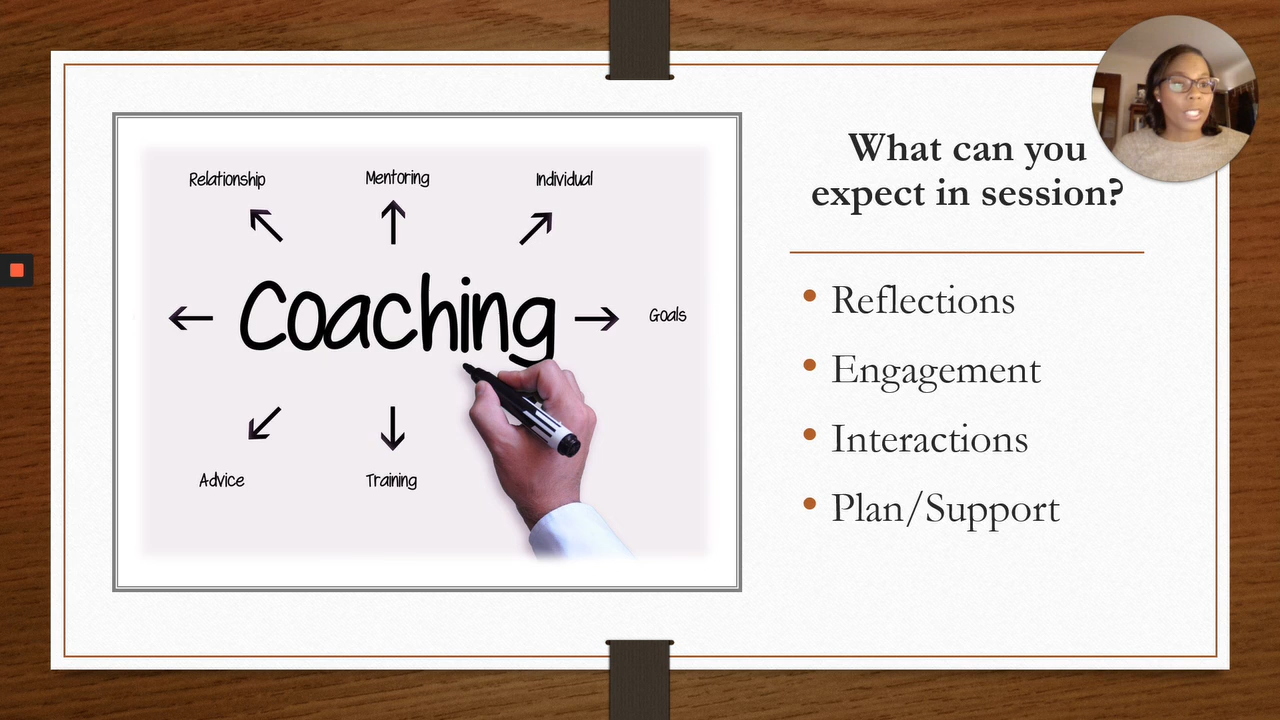 Relationship
Mentoring
Individual
Coaching
Goals
Advice
Training
What can you
expect in session?
• Reflections
• Engagement
• Interactions
• Plan/Support